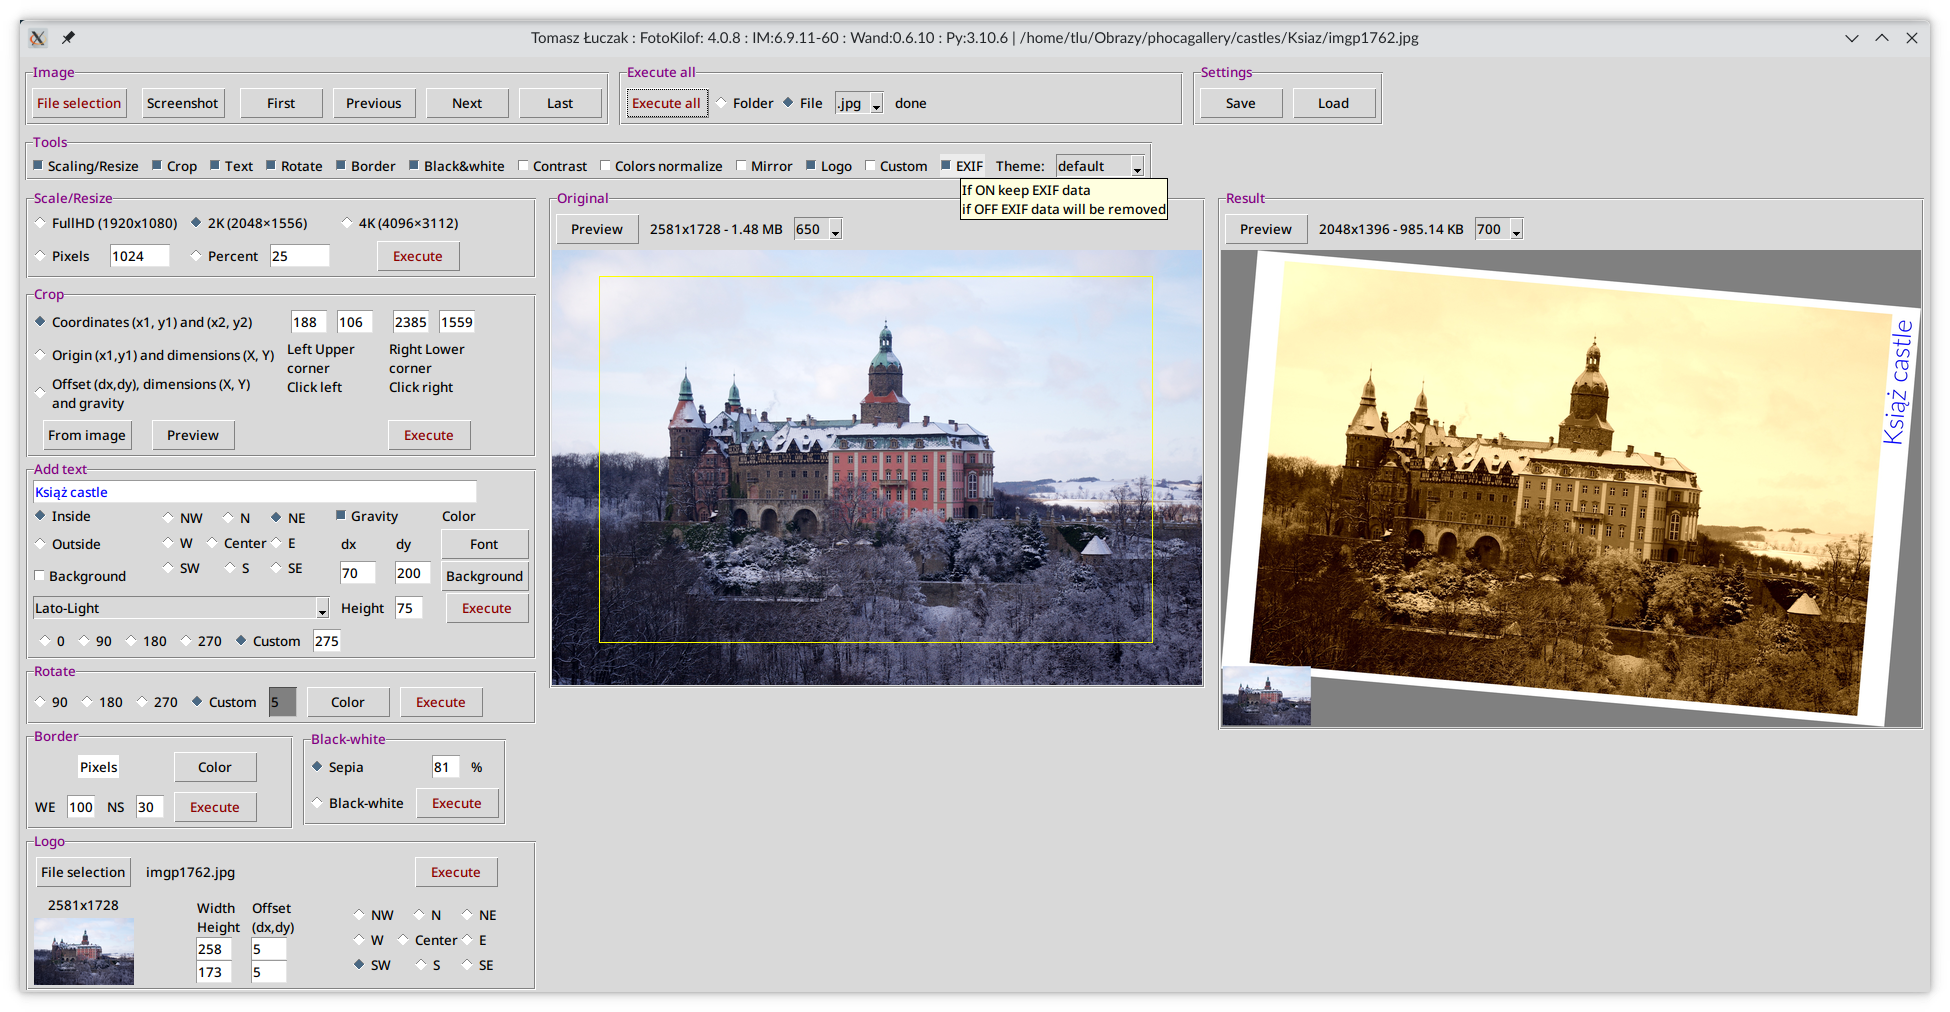 Tomasz Łuczak : FotoKilof: 4.0.8 : IM:6.9.11-60 : Wand:0.6.10 : Py:3.10.6 | /home/tlu/Obrazy/phocagallery/castles/Ksiaz/imgp1762.jpg
Image
File selection Screenshot First Previous Next Last
Execute all
Execute all Folder File .jpg done
Settings
Save Load
Tools
Scaling/Resize Crop Text Rotate Border Black&white Contrast Colors normalize Mirror Logo Custom EXIF Theme: default
If ON keep EXIF data
if OFF EXIF data will be removed
Scale/Resize
FullHD (1920x1080) 2K (2048×1556) 4K (4096×3112)
Pixels 1024 Percent 25 Execute
Crop
Coordinates (x1, y1) and (x2, y2) 188 106 2385 1559
Origin (x1,y1) and dimensions (X, Y)
Offset (dx,dy), dimensions (X, Y)
and gravity
Left Upper
corner
Click left
Right Lower
corner
Click right
From image Preview Execute
Add text
Książ castle
Inside NW N NE Gravity Color
Outside W Center E dx dy Font
Background SW S SE 70 200 Background
Lato-Light Height 75 Execute
0 90 180 270 Custom 275
Rotate
90 180 270 Custom 5 Color Execute
Border
Pixels Color
WE 100 NS 30 Execute
Black-white
Sepia 81 %
Black-white Execute
Logo
File selection imgp1762.jpg Execute
2581x1728
Width
Height
258
173
Offset
(dx,dy)
5
5
NW N NE
W Center E
SW S SE
Original
Preview 2581x1728 - 1.48 MB 650
Result
Preview 2048x1396 - 985.14 KB 700
Książ castle